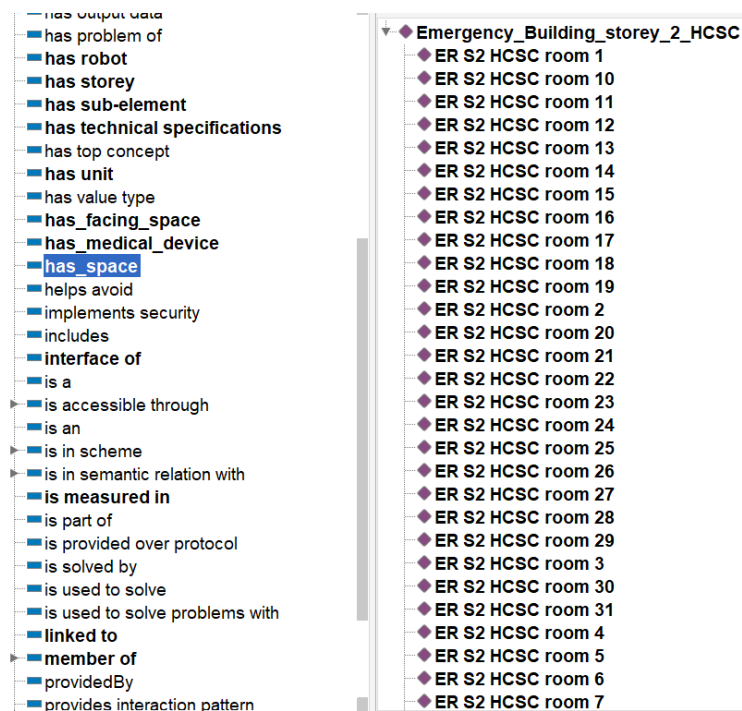 has output data
has problem of
has robot
has storey
has sub-element
has technical specifications
has top concept
has unit
has value type
has_facing_space
has_medical_device
has_space
helps avoid
implements security
includes
interface of
is a
is accessible through
is an
is in scheme
is in semantic relation with
is measured in
is part of
is provided over protocol
is solved by
is used to solve
is used to solve problems with
linked to
member of
providedBy
provides interaction pattern
Emergency_Building_storey_2_HCSC
ER S2 HCSC room 1
ER S2 HCSC room 10
ER S2 HCSC room 11
ER S2 HCSC room 12
ER S2 HCSC room 13
ER S2 HCSC room 14
ER S2 HCSC room 15
ER S2 HCSC room 16
ER S2 HCSC room 17
ER S2 HCSC room 18
ER S2 HCSC room 19
ER S2 HCSC room 2
ER S2 HCSC room 20
ER S2 HCSC room 21
ER S2 HCSC room 22
ER S2 HCSC room 23
ER S2 HCSC room 24
ER S2 HCSC room 25
ER S2 HCSC room 26
ER S2 HCSC room 27
ER S2 HCSC room 28
ER S2 HCSC room 29
ER S2 HCSC room 3
ER S2 HCSC room 30
ER S2 HCSC room 31
ER S2 HCSC room 4
ER S2 HCSC room 5
ER S2 HCSC room 6
ER S2 HCSC room 7